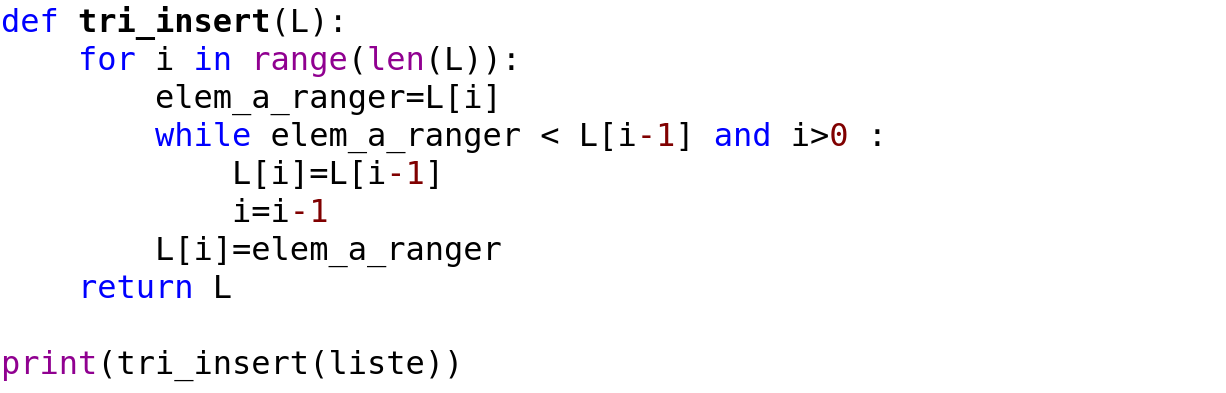 def tri_insert(L):
    for i in range(len(L)):
        elem_a_ranger=L[i]
        while elem_a_ranger < L[i-1] and i>0 :
            L[i]=L[i-1]
            i=i-1
        L[i]=elem_a_ranger
    return L

print(tri_insert(liste))